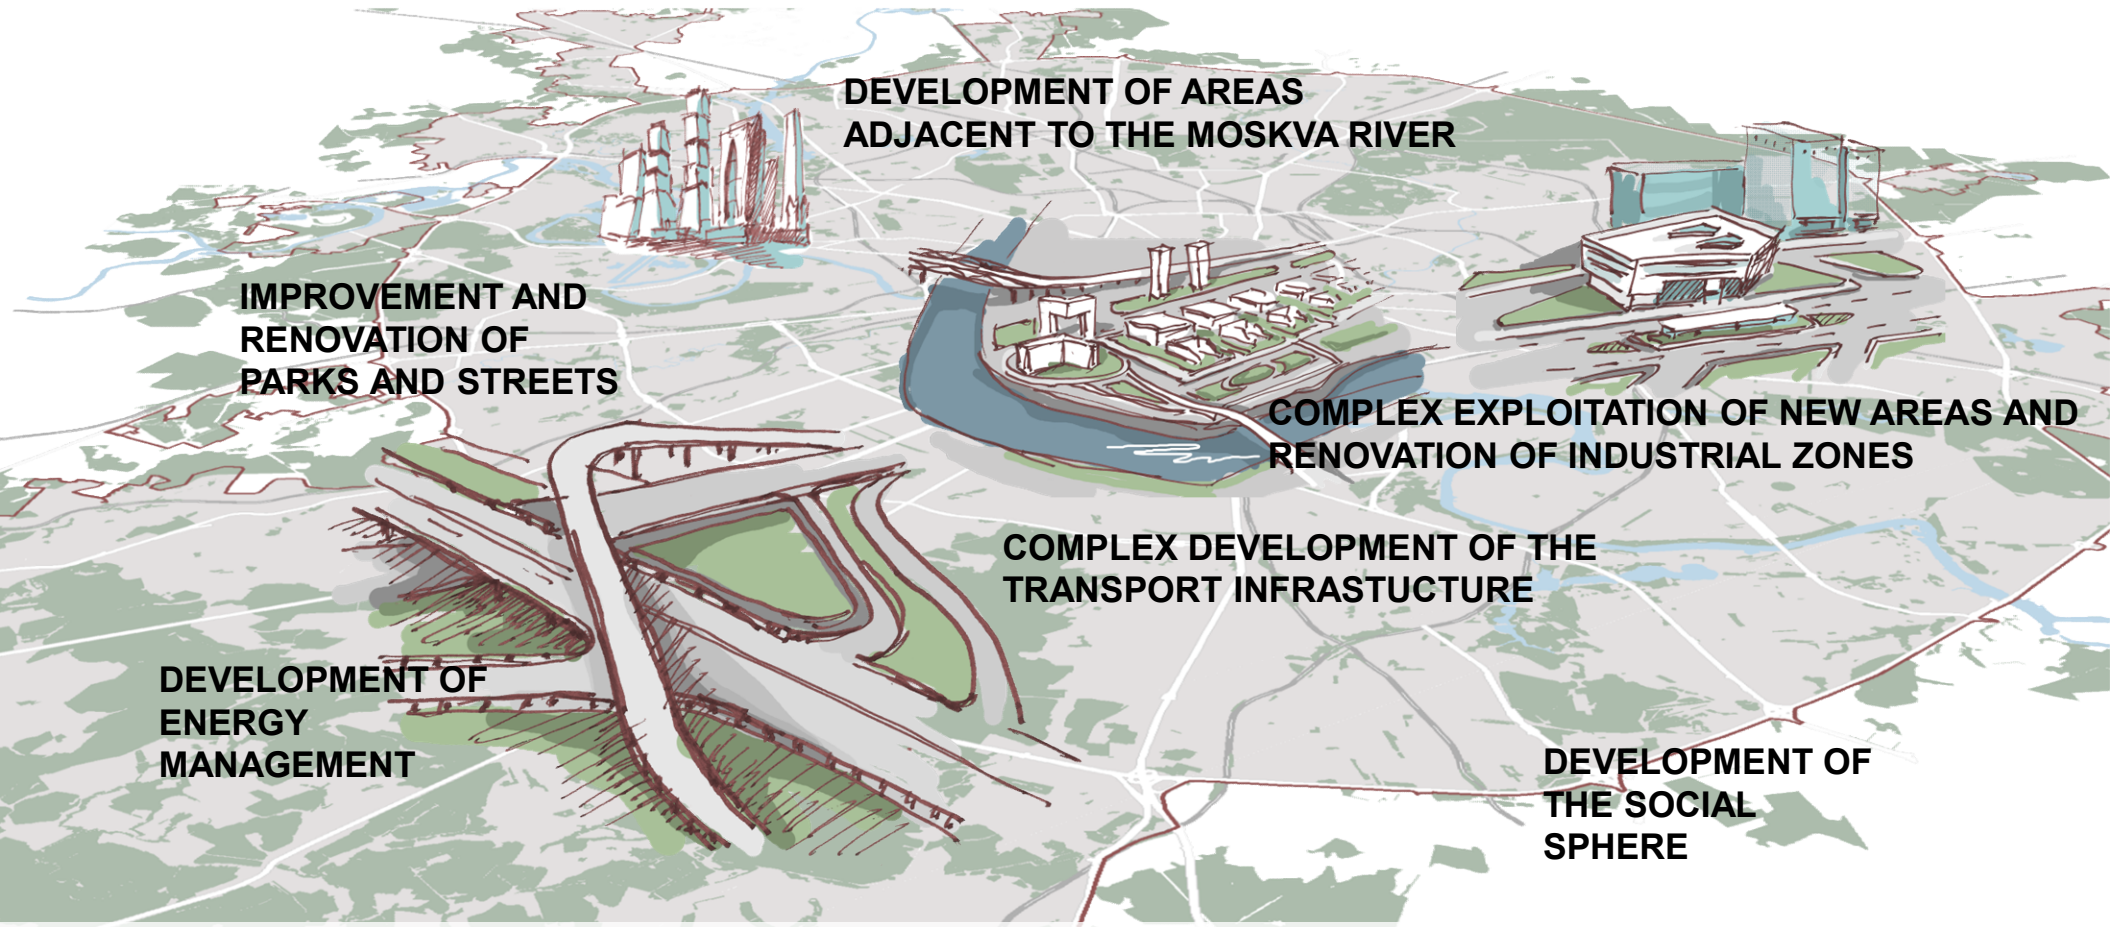 DEVELOPMENT OF AREAS
ADJACENT TO THE MOSKVA RIVER
IMPROVEMENT AND
RENOVATION OF
PARKS AND STREETS
COMPLEX EXPLOITATION OF NEW AREAS AND
RENOVATION OF INDUSTRIAL ZONES
COMPLEX DEVELOPMENT OF THE
TRANSPORT INFRASTUCTURE
DEVELOPMENT OF
ENERGY
MANAGEMENT
DEVELOPMENT OF
THE SOCIAL
SPHERE